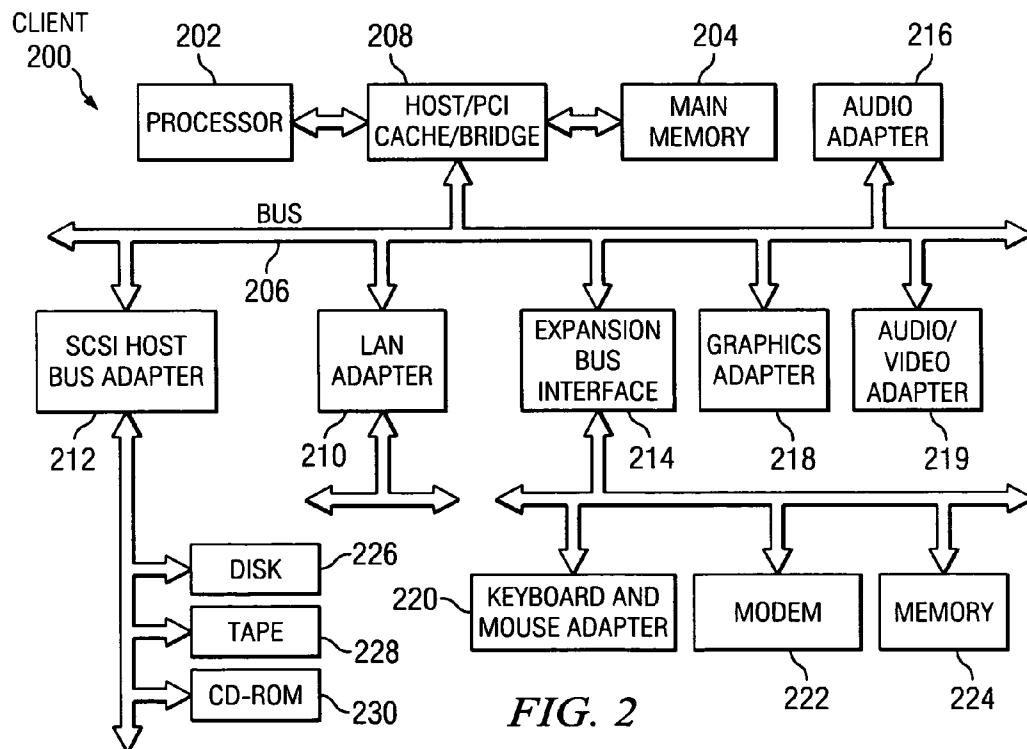 CLIENT
200
202
208
204
216
PROCESSOR
HOST/PCI
CACHE/BRIDGE
MAIN
MEMORY
AUDIO
ADAPTER
BUS
206
SCSI HOST
BUS ADAPTER
LAN
ADAPTER
EXPANSION
BUS
INTERFACE
GRAPHICS
ADAPTER
AUDIO/
VIDEO
ADAPTER
212
210
214
218
219
DISK
226
TAPE
228
CD-ROM
230
220
KEYBOARD AND
MOUSE ADAPTER
MODEM
MEMORY
222
224
FIG. 2